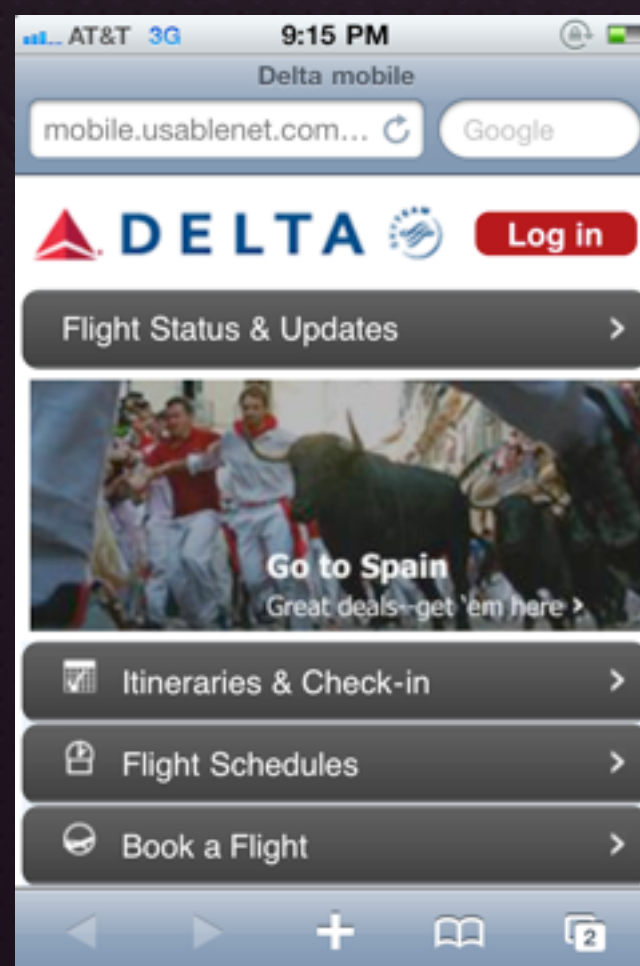 AT&T 3G 9:15 PM
Delta mobile
mobile.usablenet.com... Google
DELTA Log in
Flight Status & Updates
Go to Spain
Great deals--get 'em here >
Itineraries & Check-in
Flight Schedules
Book a Flight
2